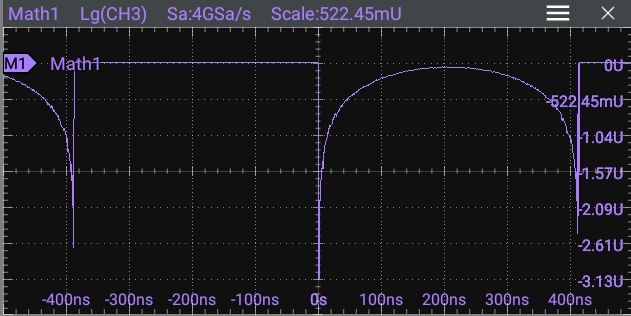 Math1 Lg(CH3) Sa:4GSa/s Scale:522.45mU
M1 Math1 0U
-522.45mU
-1.04U
-1.57U
-2.09U
-2.61U
-3.13U
-400ns -300ns -200ns -100ns 0s 100ns 200ns 300ns 400ns